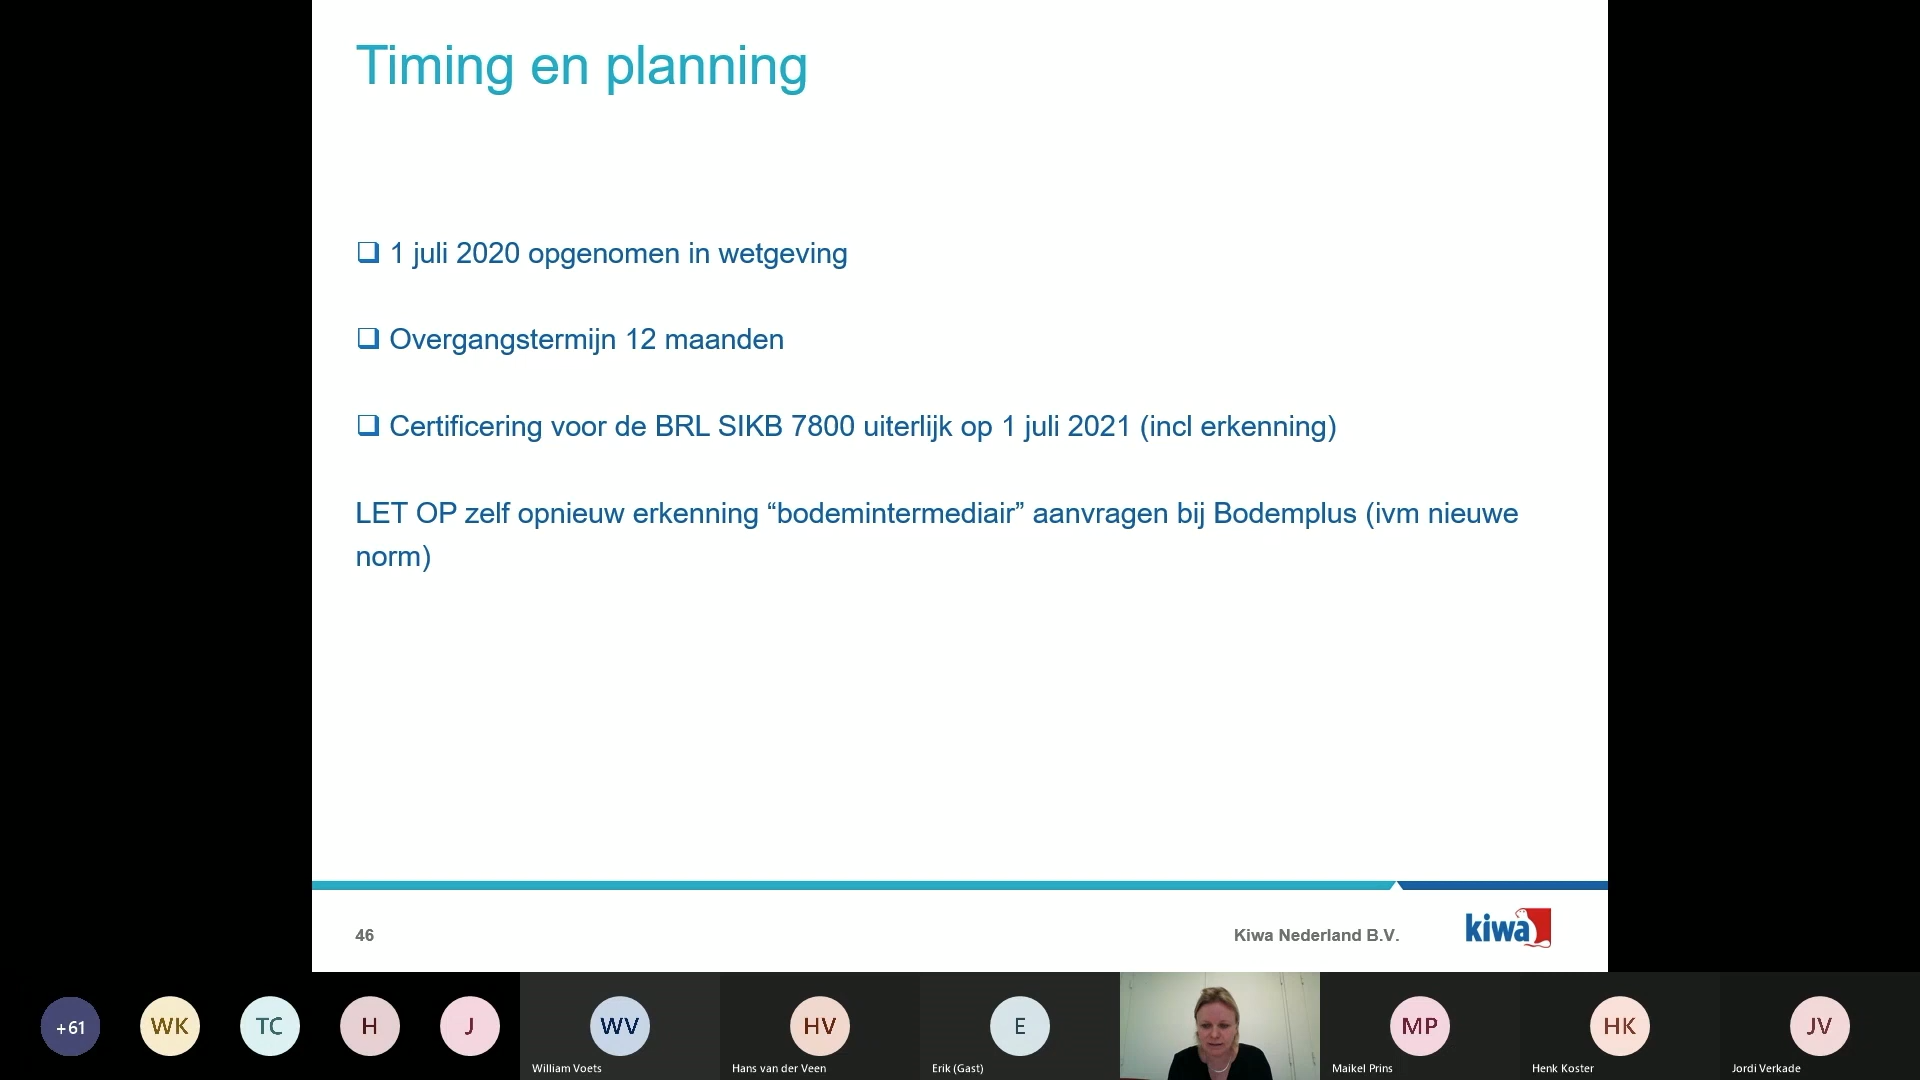 Timing en planning
❑ 1 juli 2020 opgenomen in wetgeving
❑ Overgangstermijn 12 maanden
❑ Certificering voor de BRL SIKB 7800 uiterlijk op 1 juli 2021 (incl erkenning)
LET OP zelf opnieuw erkenning “bodemintermediair” aanvragen bij Bodemplus (ivm nieuwe
norm)
46
Kiwa Nederland B.V.
kiwa
+61
WK
TC
H
J
WV
HV
E
MP
HK
JV
William Voets
Hans van der Veen
Erik (Gast)
Maikel Prins
Henk Koster
Jordi Verkade